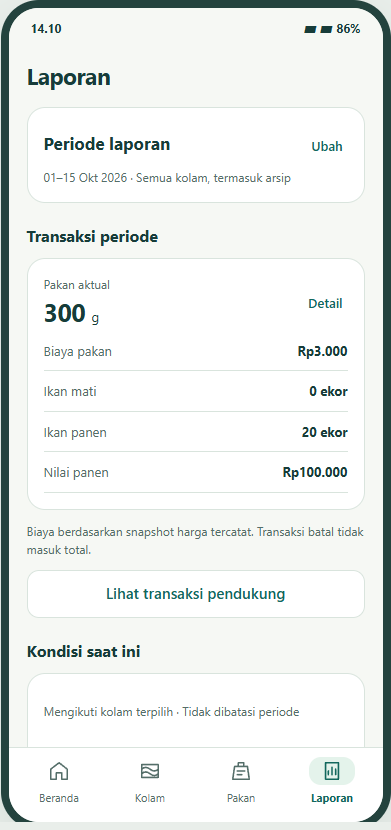 14.10 86%
Laporan
Periode laporan Ubah
01–15 Okt 2026 · Semua kolam, termasuk arsip
Transaksi periode
Pakan aktual
300 g Detail
Biaya pakan Rp3.000
Ikan mati 0 ekor
Ikan panen 20 ekor
Nilai panen Rp100.000
Biaya berdasarkan snapshot harga tercatat. Transaksi batal tidak
masuk total.
Lihat transaksi pendukung
Kondisi saat ini
Mengikuti kolam terpilih · Tidak dibatasi periode
Beranda Kolam Pakan Laporan